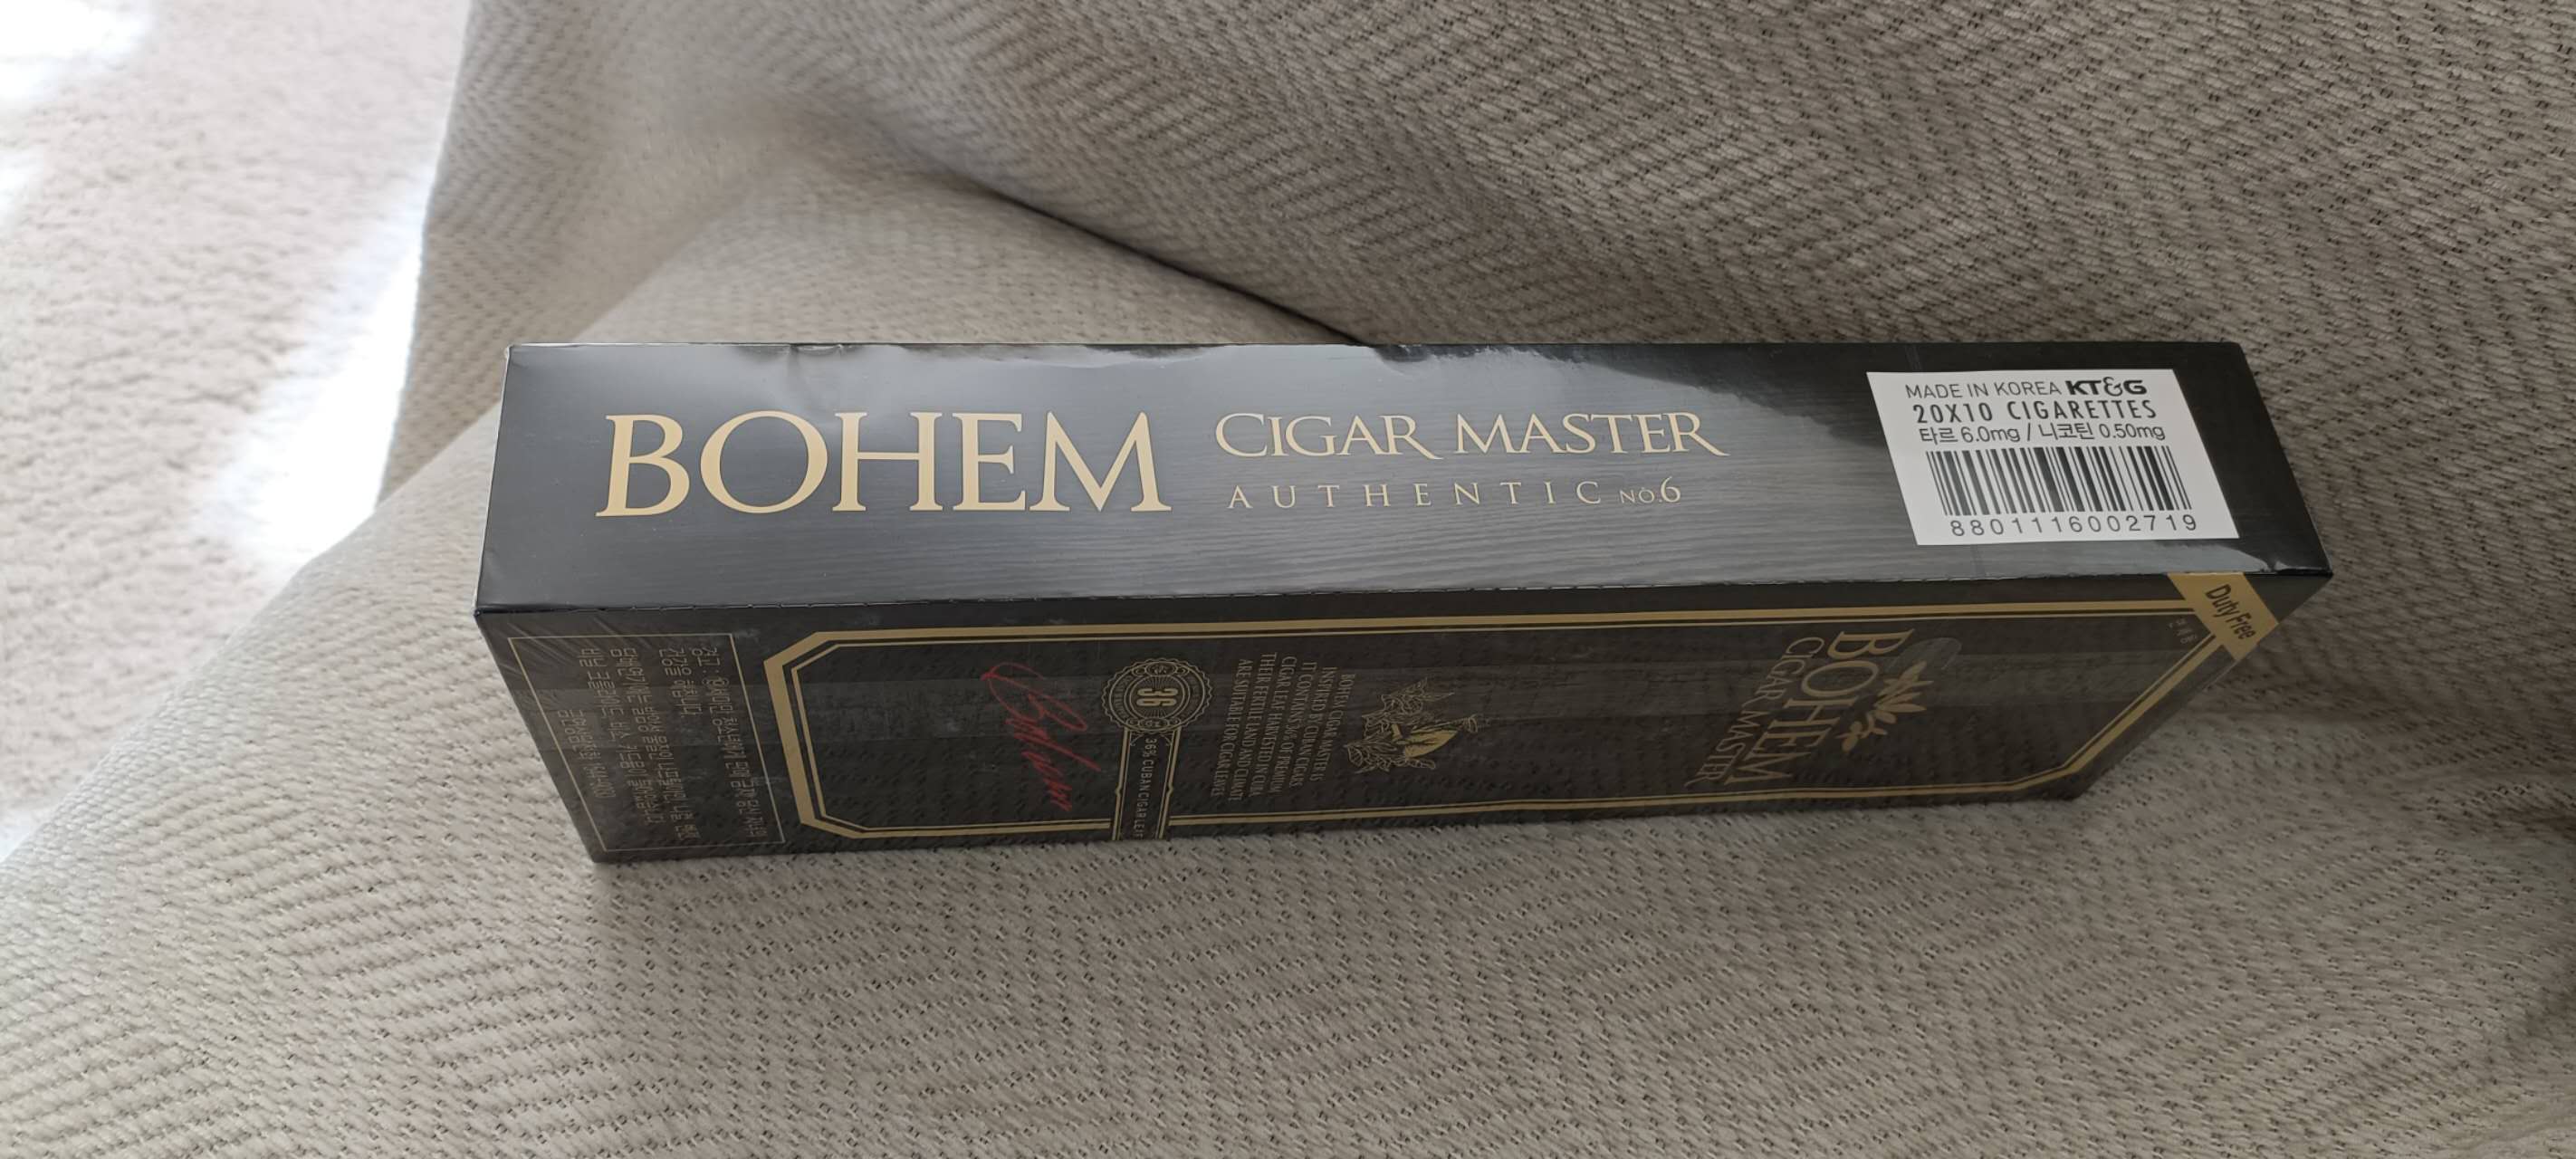 BOHEM
CIGAR MASTER
AUTHENTIC NO.6
MADE IN KOREA KT&G
20X10 CIGARETTES
타르 6.0mg / 니코틴 0.50mg
8801116002719
Duty Free
BOHEM
CIGAR MASTER
BOHEM CIGAR MASTER IS
INSPIRED BY CUBAN CIGARS
IT CONTAINS 36% OF PREMIUM
CIGAR LEAF HARVESTED IN CUBA
THEIR FERTILE LAND AND CLIMATE
ARE SUITABLE FOR CIGAR LEAVES
36
36% CUBAN CIGAR LEAF
Bohem